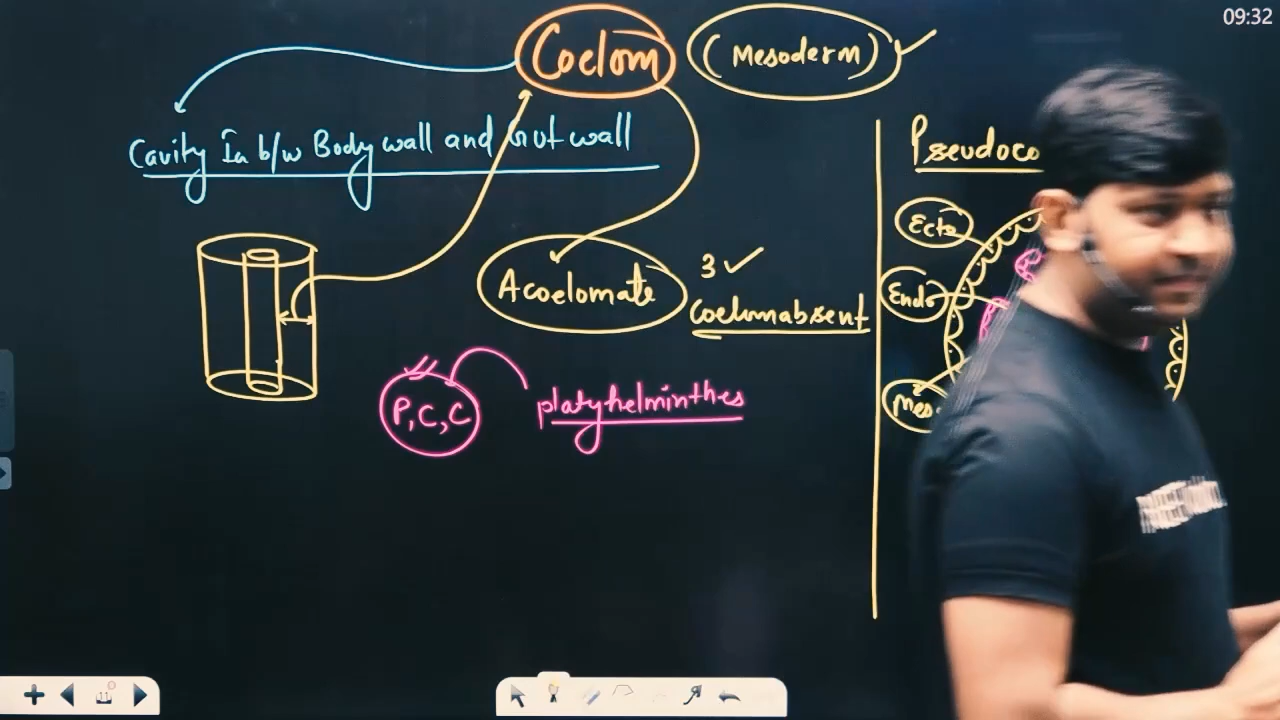 09:32
Coelom (Mesoderm)
Cavity In b/w Body wall and Gut wall
Acoelomate 3 ✓
coelom absent
P, C, C
platyhelminthes
Pseudoco
Ecto
Endo
Meso